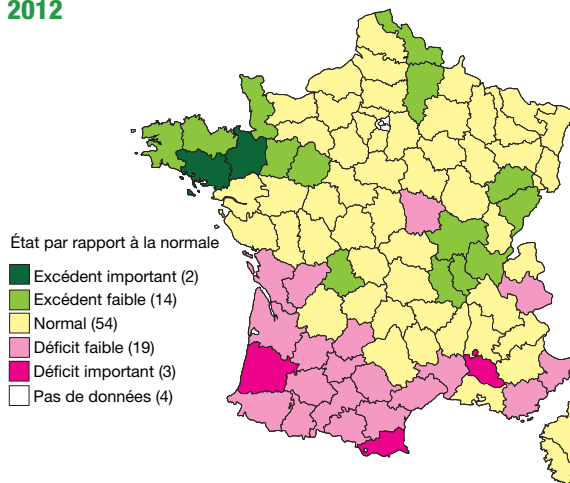 2012
État par rapport à la normale
Excédent important (2)
Excédent faible (14)
Normal (54)
Déficit faible (19)
Déficit important (3)
Pas de données (4)